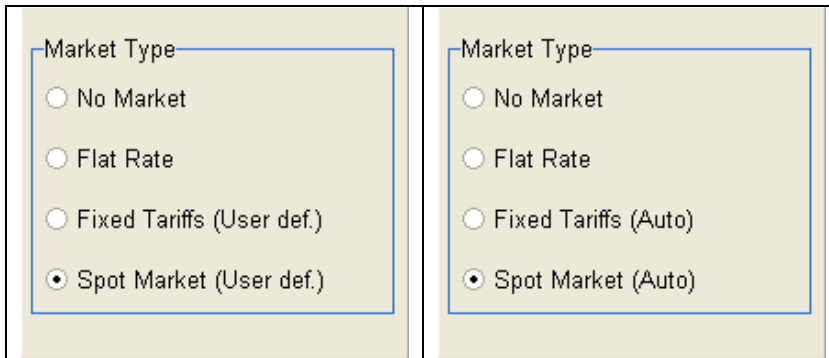 Market Type
No Market
Flat Rate
Fixed Tariffs (User def.)
Spot Market (User def.)
Market Type
No Market
Flat Rate
Fixed Tariffs (Auto)
Spot Market (Auto)